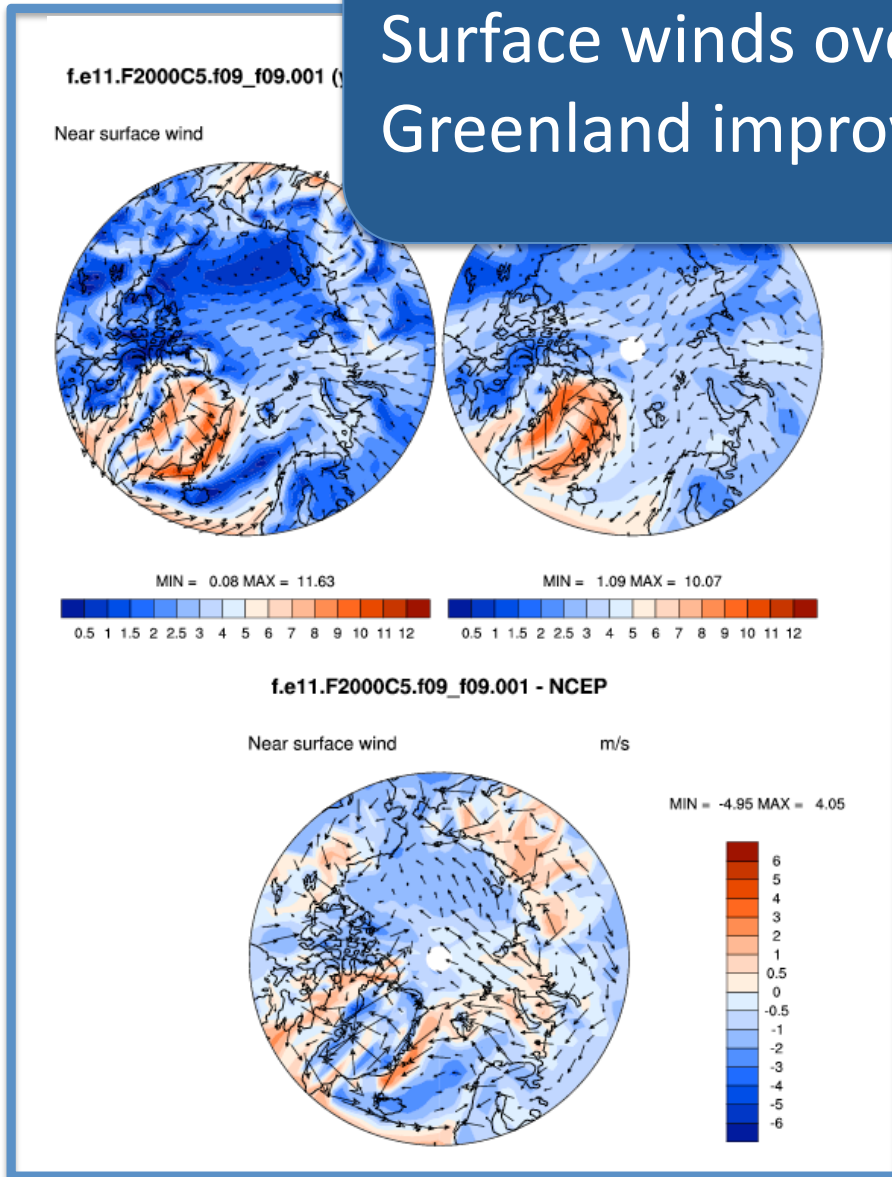 Surface winds ov
Greenland improv
f.e11.F2000C5.f09_f09.001 (y
Near surface wind
MIN = 0.08 MAX = 11.63
MIN = 1.09 MAX = 10.07
0.5 1 1.5 2 2.5 3 4 5 6 7 8 9 10 11 12
0.5 1 1.5 2 2.5 3 4 5 6 7 8 9 10 11 12
f.e11.F2000C5.f09_f09.001 - NCEP
Near surface wind m/s
MIN = -4.95 MAX = 4.05
6
5
4
3
2
1
0.5
0
-0.5
-1
-2
-3
-4
-5
-6